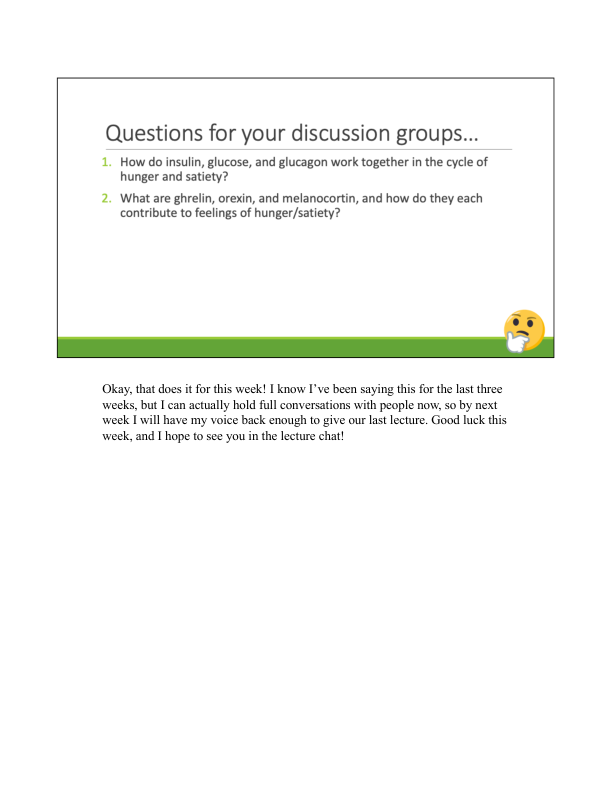 Questions for your discussion groups...
1. How do insulin, glucose, and glucagon work together in the cycle of
hunger and satiety?
2. What are ghrelin, orexin, and melanocortin, and how do they each
contribute to feelings of hunger/satiety?
Okay, that does it for this week! I know I’ve been saying this for the last three
weeks, but I can actually hold full conversations with people now, so by next
week I will have my voice back enough to give our last lecture. Good luck this
week, and I hope to see you in the lecture chat!